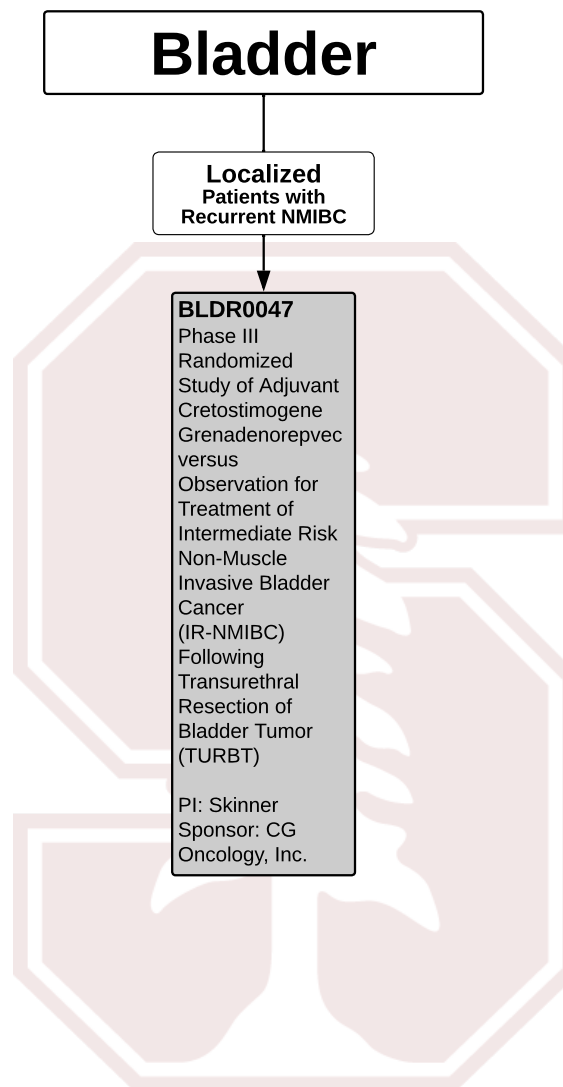 Bladder
Localized
Patients with
Recurrent NMIBC
BLDR0047
Phase III
Randomized
Study of Adjuvant
Cretostimogene
Grenadenorepvec
versus
Observation for
Treatment of
Intermediate Risk
Non-Muscle
Invasive Bladder
Cancer
(IR-NMIBC)
Following
Transurethral
Resection of
Bladder Tumor
(TURBT)
PI: Skinner
Sponsor: CG
Oncology, Inc.